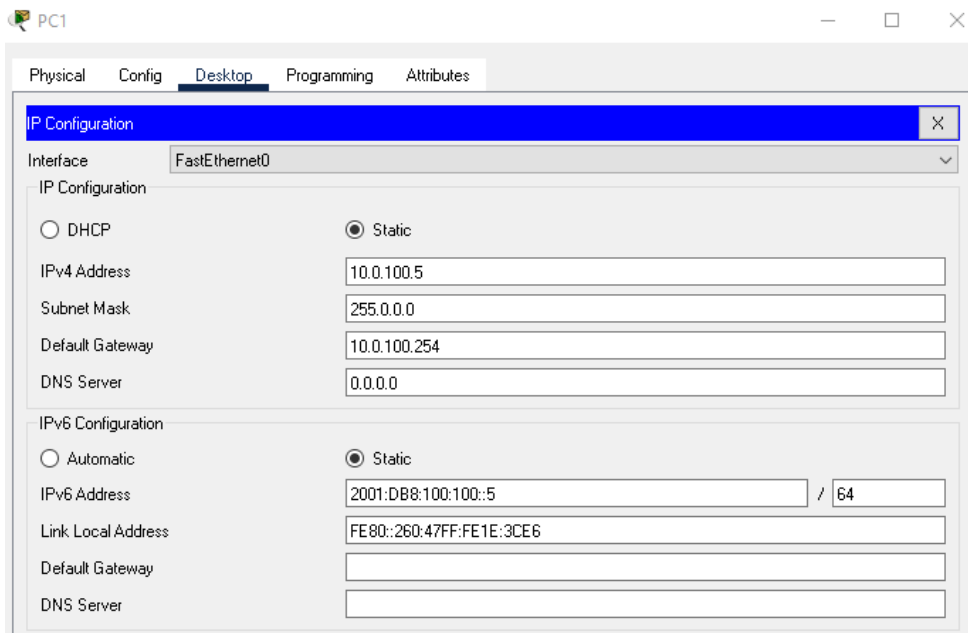 PC1
Physical Config Desktop Programming Attributes
IP Configuration X
Interface FastEthernet0
IP Configuration
DHCP Static
IPv4 Address 10.0.100.5
Subnet Mask 255.0.0.0
Default Gateway 10.0.100.254
DNS Server 0.0.0.0
IPv6 Configuration
Automatic Static
IPv6 Address 2001:DB8:100:100::5 / 64
Link Local Address FE80::260:47FF:FE1E:3CE6
Default Gateway
DNS Server